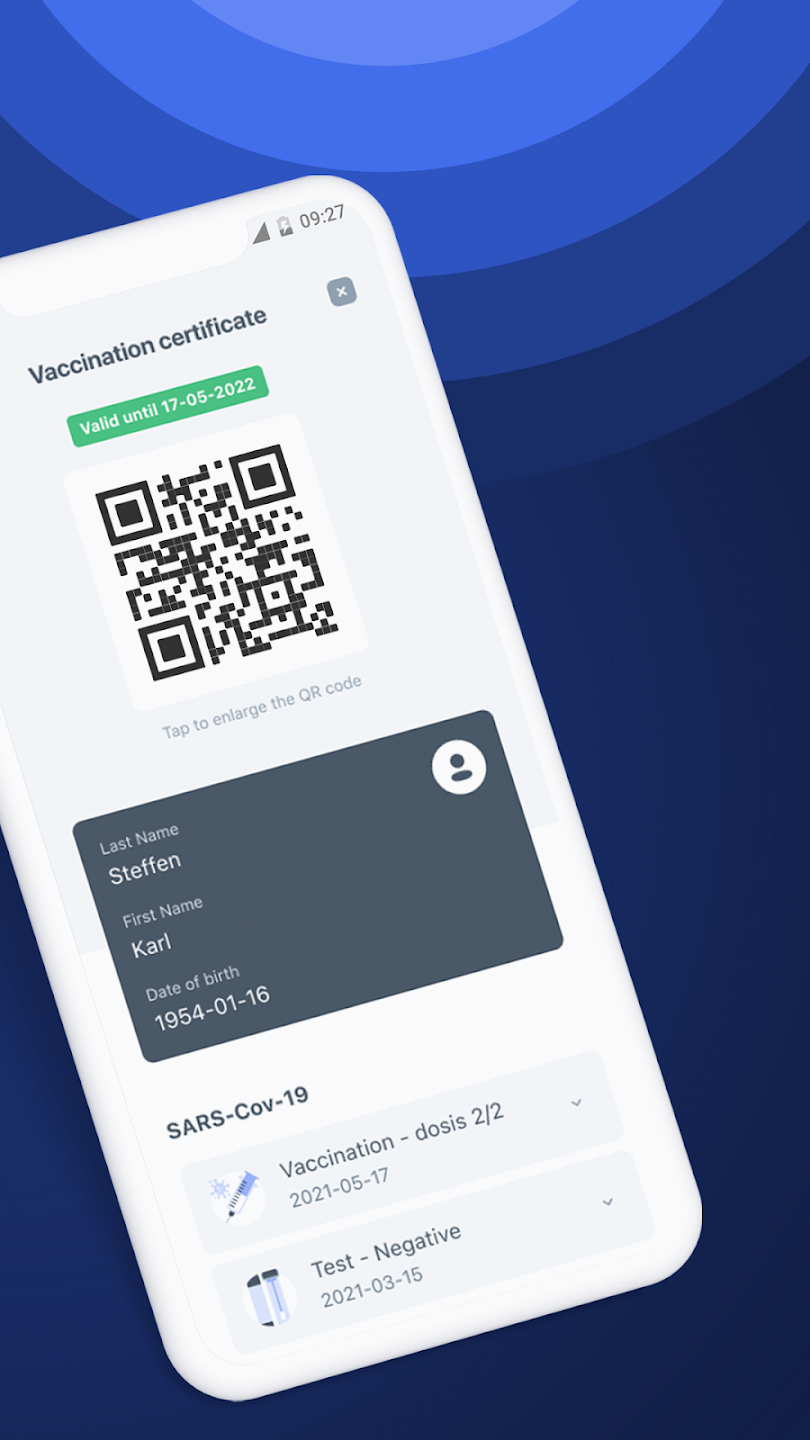 09:27
Vaccination certificate
Valid until 17-05-2022
Tap to enlarge the QR code
Last Name
Steffen
First Name
Karl
Date of birth
1954-01-16
SARS-Cov-19
Vaccination - dosis 2/2
2021-05-17
Test - Negative
2021-03-15